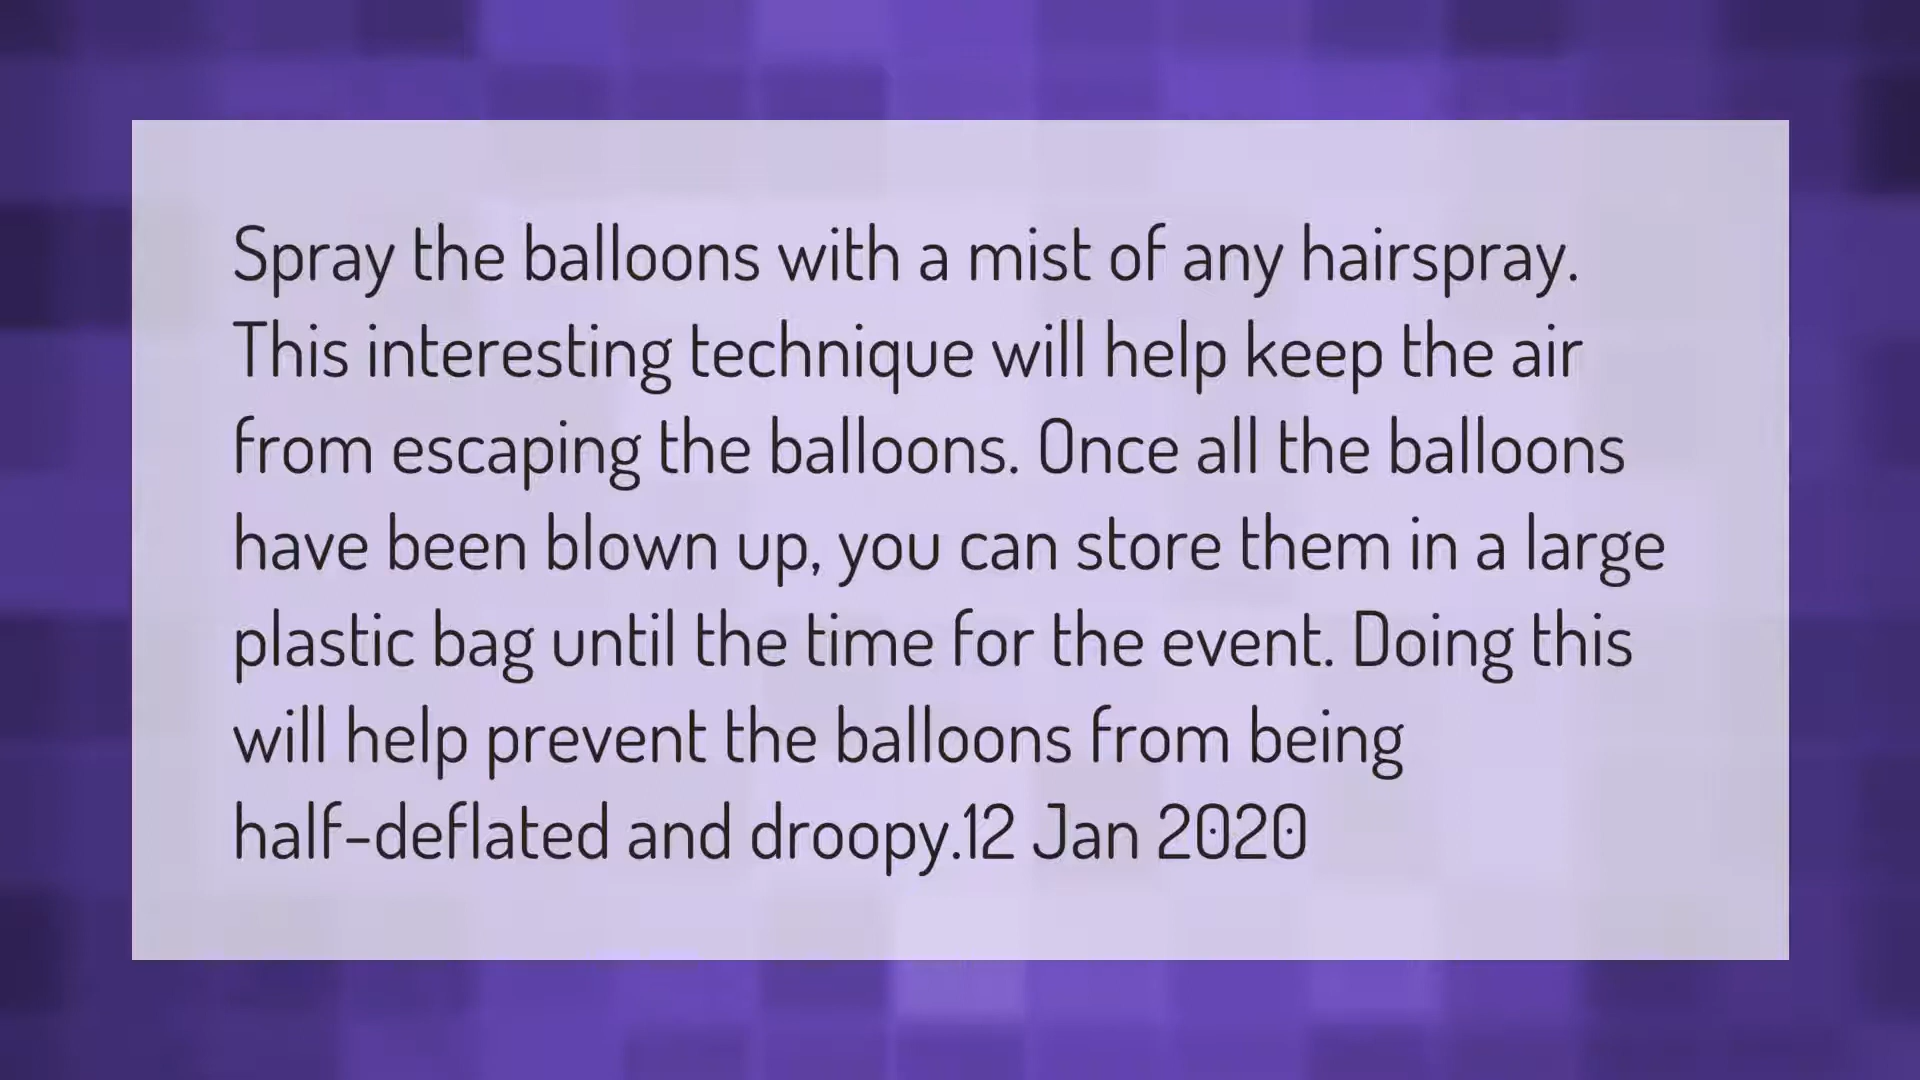 Spray the balloons with a mist of any hairspray.
This interesting technique will help keep the air
from escaping the balloons. Once all the balloons
have been blown up, you can store them in a large
plastic bag until the time for the event. Doing this
will help prevent the balloons from being
half-deflated and droopy.12 Jan 2020